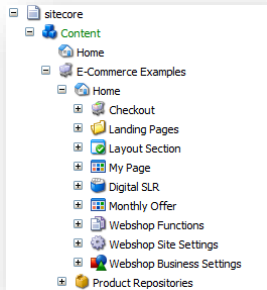 sitecore
Content
Home
E-Commerce Examples
Home
Checkout
Landing Pages
Layout Section
My Page
Digital SLR
Monthly Offer
Webshop Functions
Webshop Site Settings
Webshop Business Settings
Product Repositories